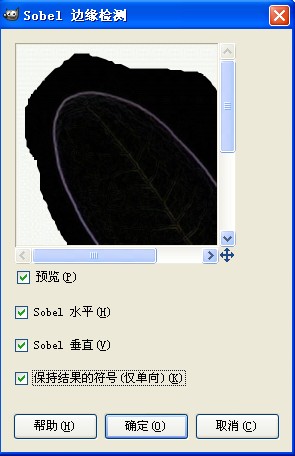 Sobel 边缘检测
预览(P)
Sobel 水平(H)
Sobel 垂直(V)
保持结果的符号(仅单向)(K)
帮助(H) 确定(O) 取消(C)